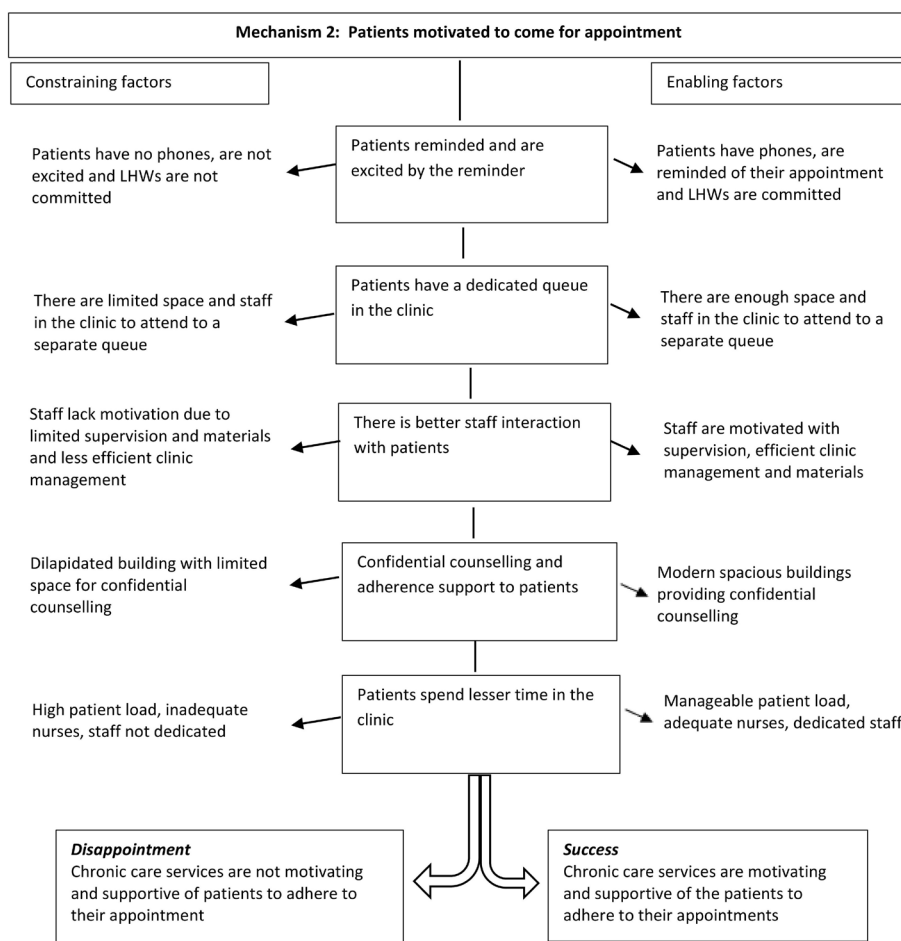 Mechanism 2:  Patients motivated to come for appointment
Constraining factors
Enabling factors
Patients have no phones, are not
excited and LHWs are not
committed
Patients reminded and are
excited by the reminder
Patients have phones, are
reminded of their appointment
and LHWs are committed
There are limited space and staff
in the clinic to attend to a
separate queue
Patients have a dedicated queue
in the clinic
There are enough space and
staff in the clinic to attend to a
separate queue
Staff lack motivation due to
limited supervision and materials
and less efficient clinic
management
There is better staff interaction
with patients
Staff are motivated with
supervision, efficient clinic
management and materials
Dilapidated building with limited
space for confidential
counselling
Confidential counselling and
adherence support to patients
Modern spacious buildings
providing confidential
counselling
High patient load, inadequate
nurses, staff not dedicated
Patients spend lesser time in the
clinic
Manageable patient load,
adequate nurses, dedicated staff
Disappointment
Chronic care services are not motivating
and supportive of patients to adhere to
their appointment
Success
Chronic care services are motivating
and supportive of the patients to
adhere to their appointments